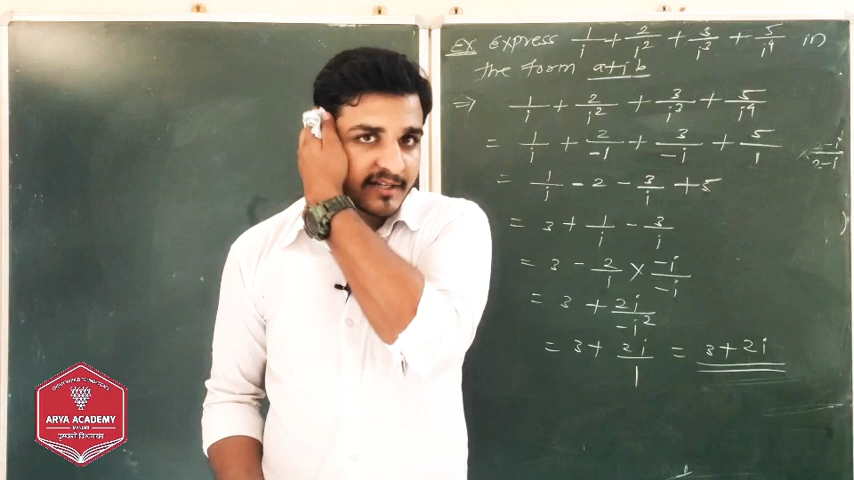 Ex express 1/i + 2/i² + 3/i³ + 5/i⁴ in
the form a+ib
⇒ 1/i + 2/i² + 3/i³ + 5/i⁴
= 1/i + 2/-1 + 3/-i + 5/1
= 1/i - 2 - 3/i + 5
= 3 + 1/i - 3/i
= 3 - 2/i × -i/-i
= 3 + 2i/-i²
= 3 + 2i/1 = 3+2i
ARYA ACADEMY